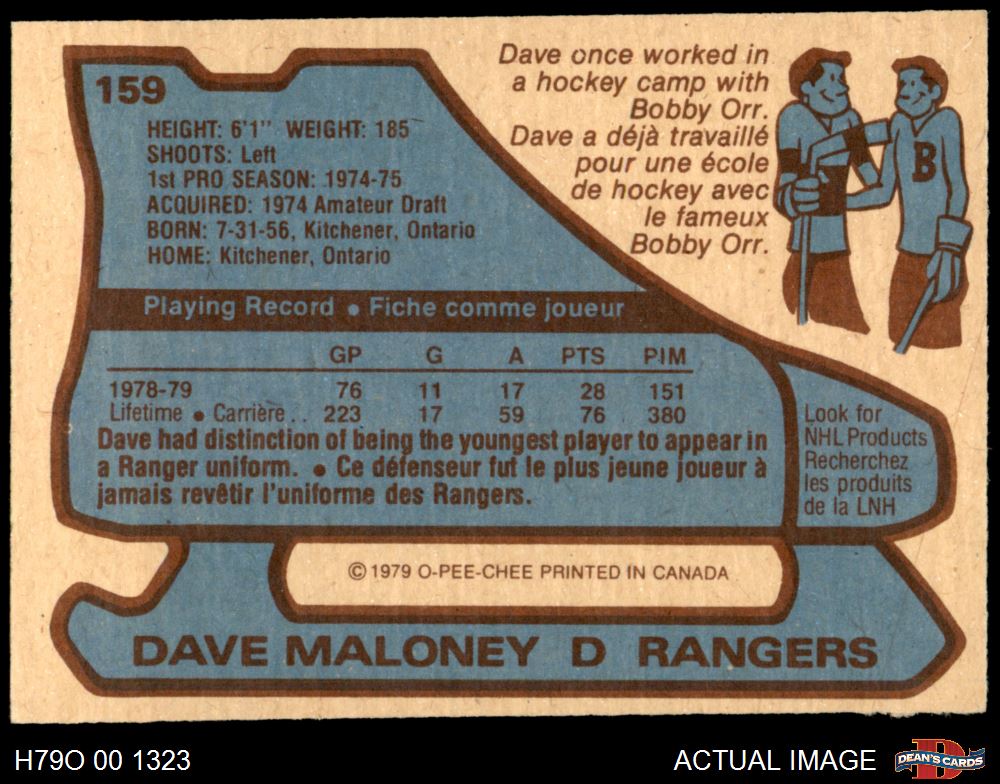 159
HEIGHT: 6'1" WEIGHT: 185
SHOOTS: Left
1st PRO SEASON: 1974-75
ACQUIRED: 1974 Amateur Draft
BORN: 7-31-56, Kitchener, Ontario
HOME: Kitchener, Ontario
Dave once worked in
a hockey camp with
Bobby Orr.
Dave a déjà travaillé
pour une école
de hockey avec
le fameux
Bobby Orr.
B
Playing Record • Fiche comme joueur
GP G A PTS PIM
1978-79 76 11 17 28 151
Lifetime • Carrière . . 223 17 59 76 380
Dave had distinction of being the youngest player to appear in
a Ranger uniform. • Ce défenseur fut le plus jeune joueur à
jamais revêtir l'uniforme des Rangers.
Look for
NHL Products
Recherchez
les produits
de la LNH
© 1979 O-PEE-CHEE PRINTED IN CANADA
DAVE MALONEY D RANGERS
H79O 00 1323
ACTUAL IMAGE
D
DEAN'S CARDS